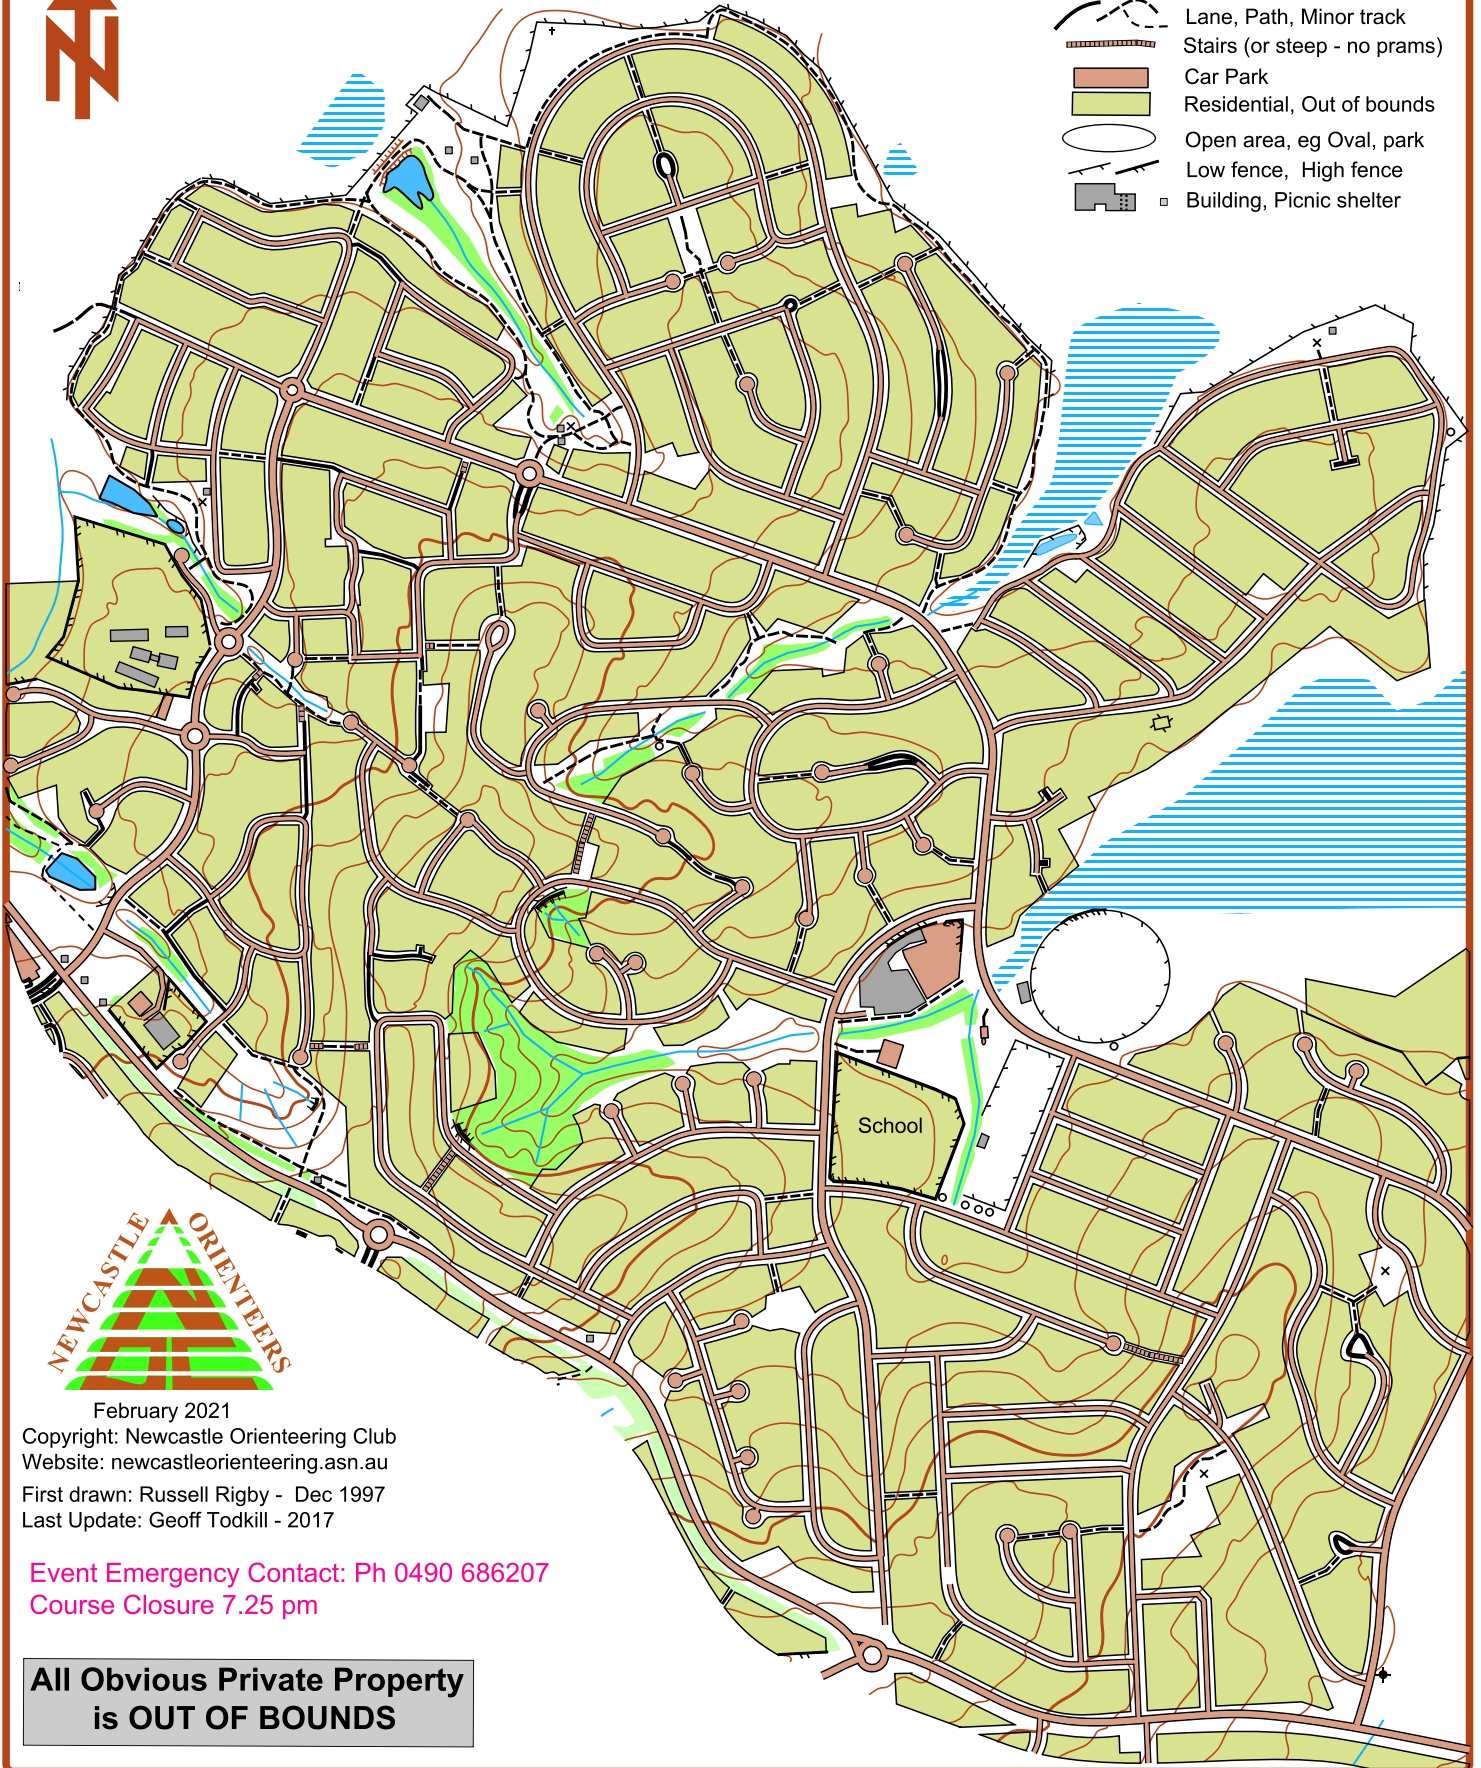 N
Lane, Path, Minor track
Stairs (or steep - no prams)
Car Park
Residential, Out of bounds
Open area, eg Oval, park
Low fence, High fence
Building, Picnic shelter
School
NEWCASTLE ORIENTEERS
February 2021
Copyright: Newcastle Orienteering Club
Website: newcastleorienteering.asn.au
First drawn: Russell Rigby - Dec 1997
Last Update: Geoff Todkill - 2017
Event Emergency Contact: Ph 0490 686207
Course Closure 7.25 pm
All Obvious Private Property
is OUT OF BOUNDS